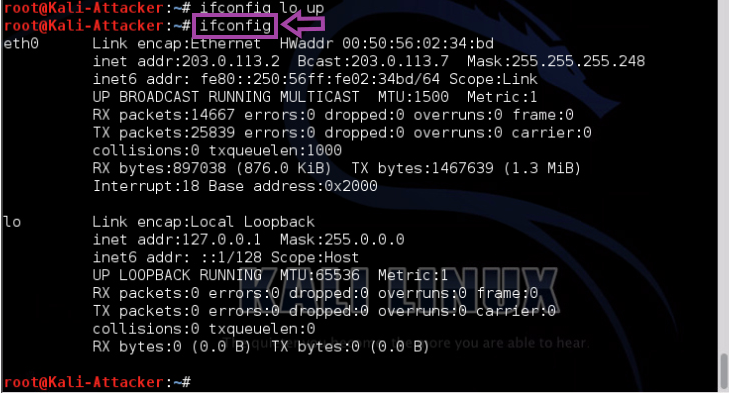 root@Kali-Attacker:~# ifconfig lo up
root@Kali-Attacker:~# ifconfig
eth0      Link encap:Ethernet  HWaddr 00:50:56:02:34:bd
          inet addr:203.0.113.2  Bcast:203.0.113.7  Mask:255.255.255.248
          inet6 addr: fe80::250:56ff:fe02:34bd/64 Scope:Link
          UP BROADCAST RUNNING MULTICAST  MTU:1500  Metric:1
          RX packets:14667 errors:0 dropped:0 overruns:0 frame:0
          TX packets:25839 errors:0 dropped:0 overruns:0 carrier:0
          collisions:0 txqueuelen:1000
          RX bytes:897038 (876.0 KiB)  TX bytes:1467639 (1.3 MiB)
          Interrupt:18 Base address:0x2000
lo        Link encap:Local Loopback
          inet addr:127.0.0.1  Mask:255.0.0.0
          inet6 addr: ::1/128 Scope:Host
          UP LOOPBACK RUNNING  MTU:65536  Metric:1
          RX packets:0 errors:0 dropped:0 overruns:0 frame:0
          TX packets:0 errors:0 dropped:0 overruns:0 carrier:0
          collisions:0 txqueuelen:0
          RX bytes:0 (0.0 B)  TX bytes:0 (0.0 B)
KALI LINUX
more you are able to hear.
root@Kali-Attacker:~#